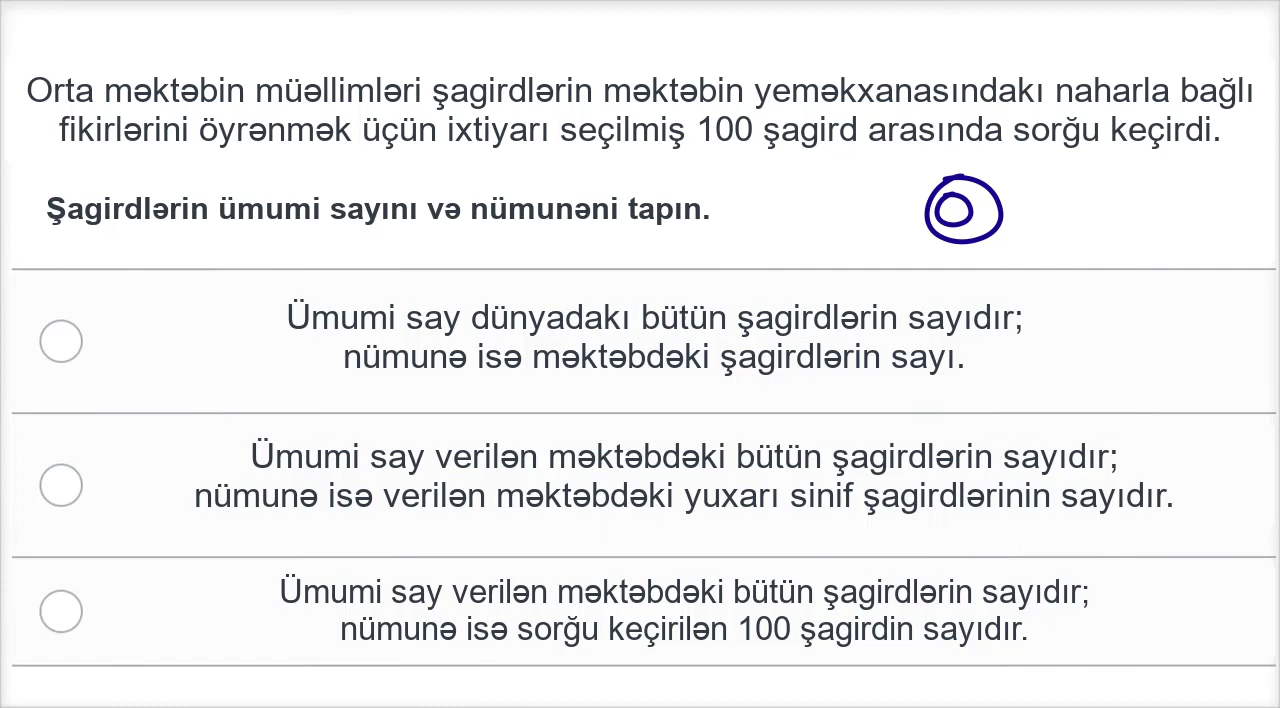 Orta məktəbin müəllimləri şagirdlərin məktəbin yeməkxanasındakı naharla bağlı
fikirlərini öyrənmək üçün ixtiyarı seçilmiş 100 şagird arasında sorğu keçirdi.
Şagirdlərin ümumi sayını və nümunəni tapın.
Ümumi say dünyadakı bütün şagirdlərin sayıdır;
nümunə isə məktəbdəki şagirdlərin sayı.
Ümumi say verilən məktəbdəki bütün şagirdlərin sayıdır;
nümunə isə verilən məktəbdəki yuxarı sinif şagirdlərinin sayıdır.
Ümumi say verilən məktəbdəki bütün şagirdlərin sayıdır;
nümunə isə sorğu keçirilən 100 şagirdin sayıdır.